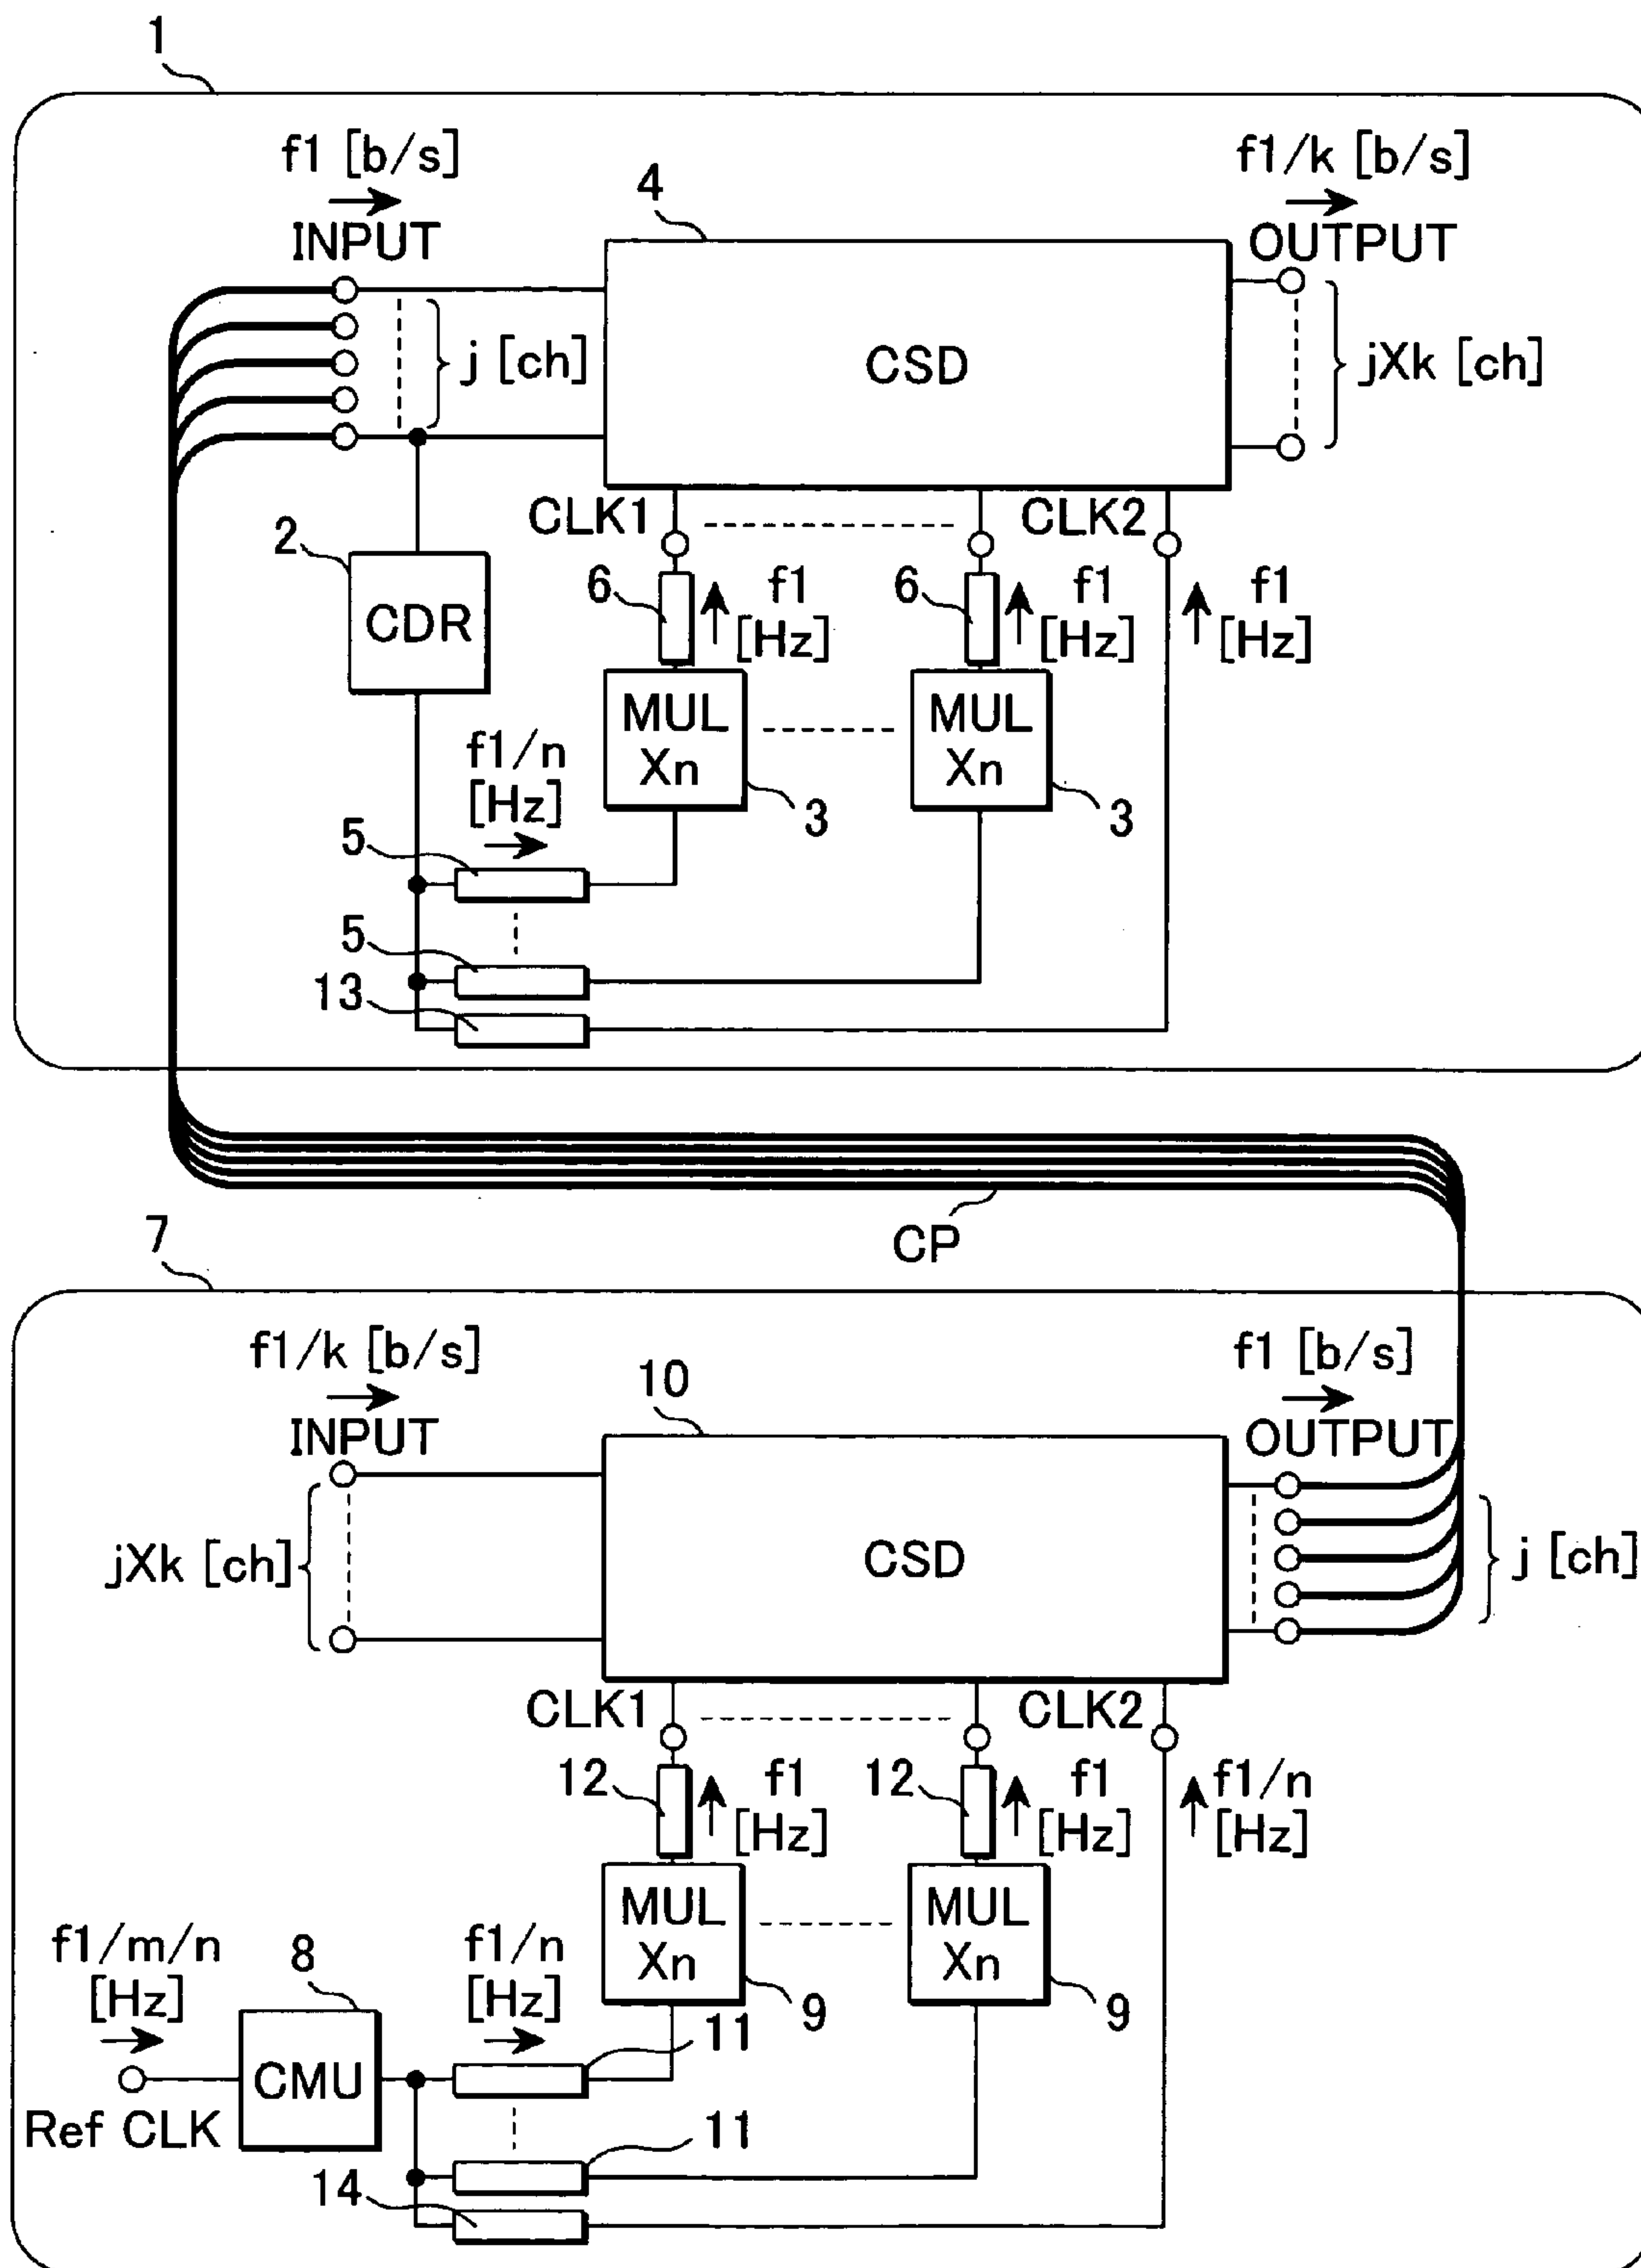 1
f1 [b/s]
INPUT
4
f1/k [b/s]
OUTPUT
j [ch]
CSD
jXk [ch]
CLK1
CLK2
2
CDR
6
f1
[Hz]
6
f1
[Hz]
f1
[Hz]
MUL
Xn
MUL
Xn
f1/n
[Hz]
3
3
5
5
13
CP
7
f1/k [b/s]
INPUT
10
f1 [b/s]
OUTPUT
jXk [ch]
CSD
j [ch]
CLK1
CLK2
12
f1
[Hz]
12
f1
[Hz]
f1/n
[Hz]
MUL
Xn
MUL
Xn
f1/m/n
[Hz]
8
f1/n
[Hz]
9
9
CMU
11
Ref CLK
11
14